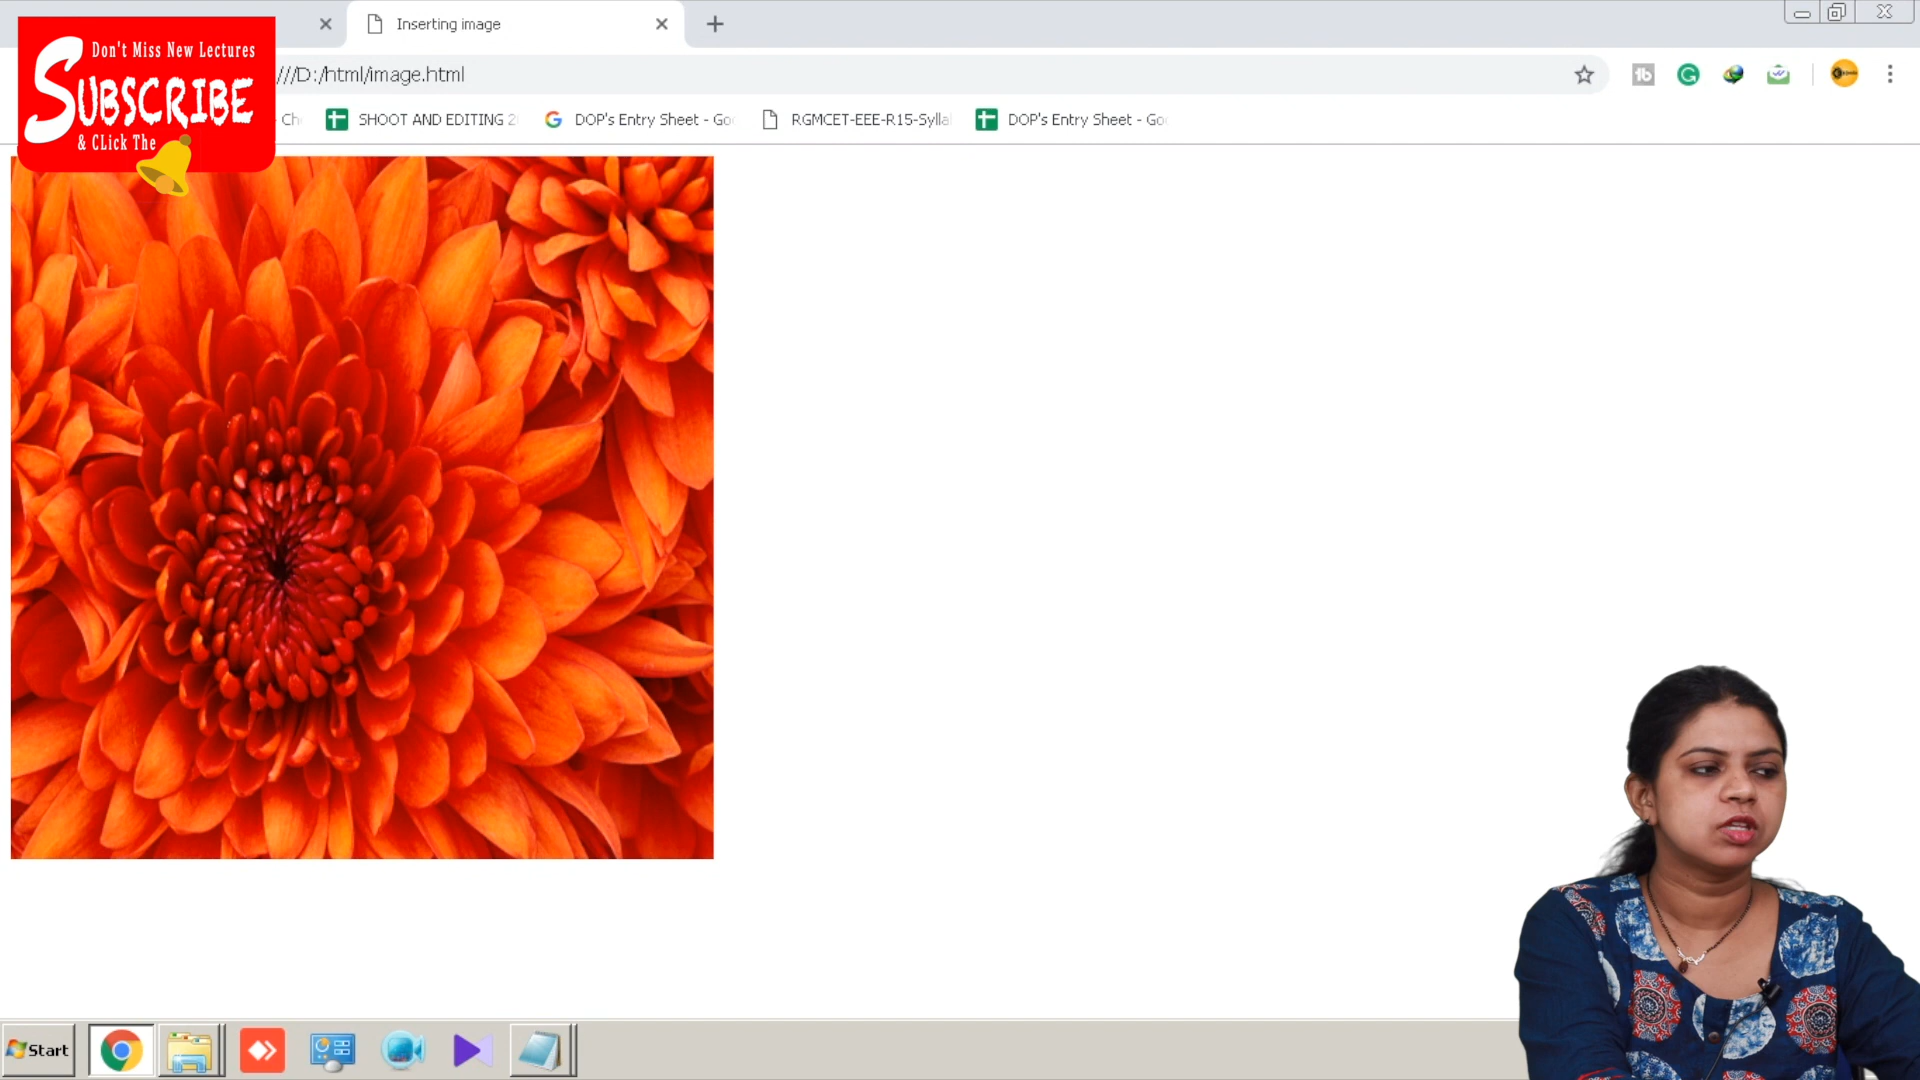 Inserting image
Don't Miss New Lectures
SUBSCRIBE
& CLick The
///D:/html/image.html
SHOOT AND EDITING 2
DOP's Entry Sheet - Go
RGMCET-EEE-R15-Sylla
DOP's Entry Sheet - Go
Start